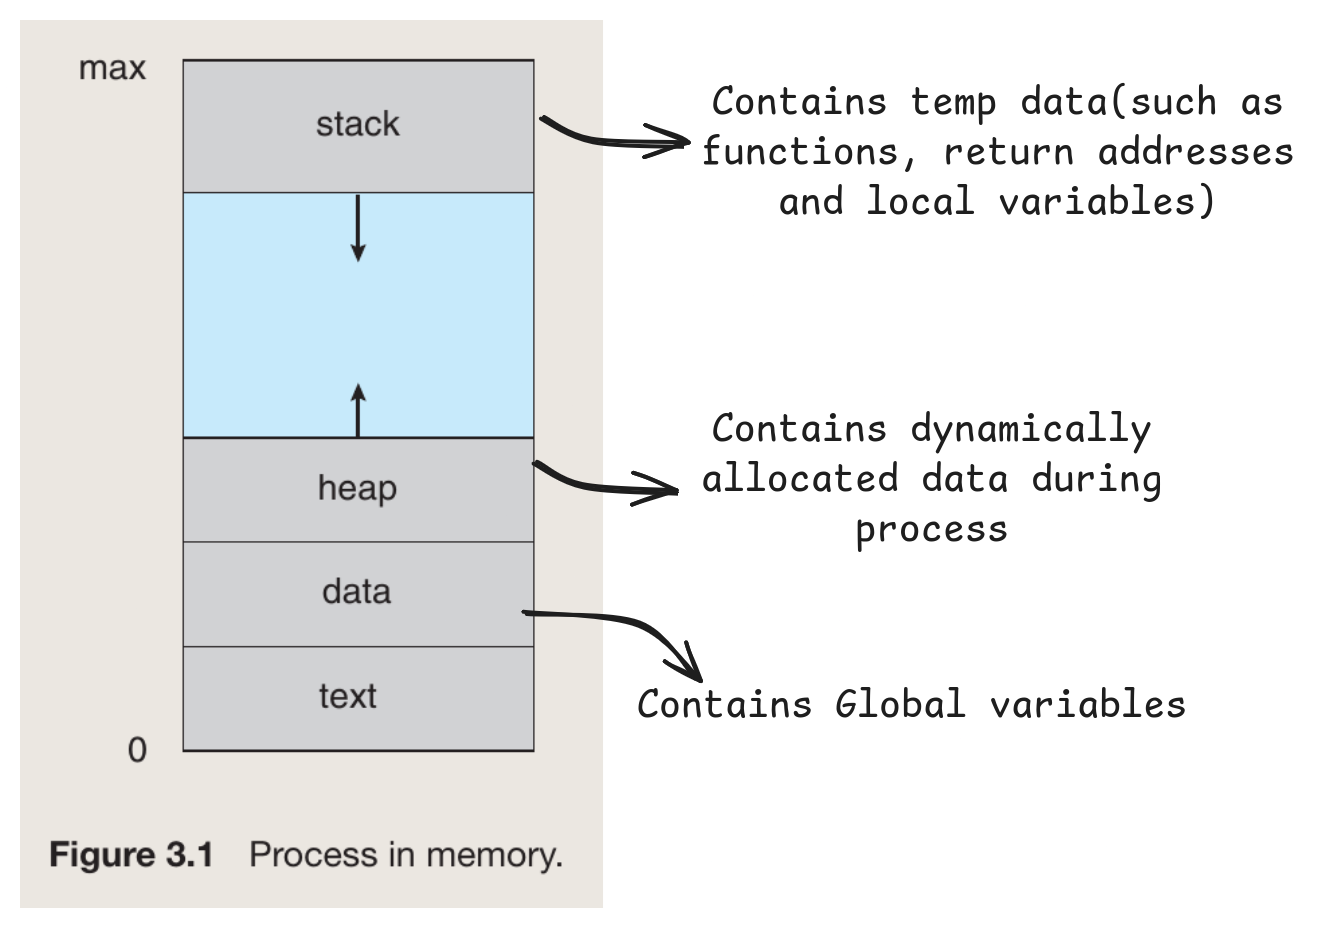 max
stack
Contains temp data(such as
functions, return addresses
and local variables)
heap
Contains dynamically
allocated data during
process
data
Contains Global variables
text
0
Figure 3.1 Process in memory.